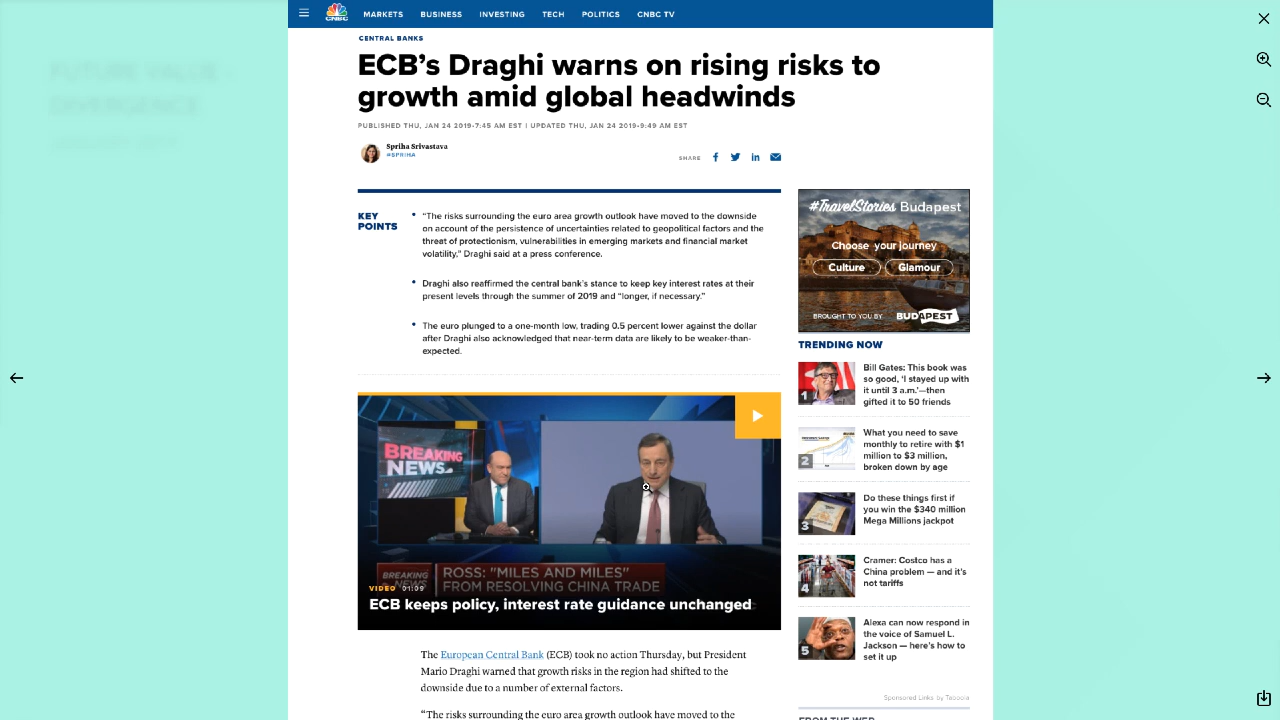 CNBC
MARKETS BUSINESS INVESTING TECH POLITICS CNBC TV
CENTRAL BANKS
ECB’s Draghi warns on rising risks to
growth amid global headwinds
PUBLISHED THU, JAN 24 2019•7:45 AM EST | UPDATED THU, JAN 24 2019•9:49 AM EST
Spriha Srivastava
@SPRIHA
SHARE
KEY
POINTS
“The risks surrounding the euro area growth outlook have moved to the downside
on account of the persistence of uncertainties related to geopolitical factors and the
threat of protectionism, vulnerabilities in emerging markets and financial market
volatility,” Draghi said at a press conference.
Draghi also reaffirmed the central bank’s stance to keep key interest rates at their
present levels through the summer of 2019 and “longer, if necessary.”
The euro plunged to a one-month low, trading 0.5 percent lower against the dollar
after Draghi also acknowledged that near-term data are likely to be weaker-than-
expected.
BREAKING
NEWS
BREAKING
NEWS
ROSS: "MILES AND MILES"
FROM RESOLVING CHINA TRADE
VIDEO 01:09
ECB keeps policy, interest rate guidance unchanged
The European Central Bank (ECB) took no action Thursday, but President
Mario Draghi warned that growth risks in the region had shifted to the
downside due to a number of external factors.
“The risks surrounding the euro area growth outlook have moved to the
#TravelStories Budapest
Choose your journey
Culture Glamour
BROUGHT TO YOU BY BUDAPEST
TRENDING NOW
1
Bill Gates: This book was
so good, ‘I stayed up with
it until 3 a.m.’—then
gifted it to 50 friends
2
What you need to save
monthly to retire with $1
million to $3 million,
broken down by age
3
Do these things first if
you win the $340 million
Mega Millions jackpot
4
Cramer: Costco has a
China problem — and it’s
not tariffs
5
Alexa can now respond in
the voice of Samuel L.
Jackson — here’s how to
set it up
Sponsored Links by Taboola
FROM THE WEB